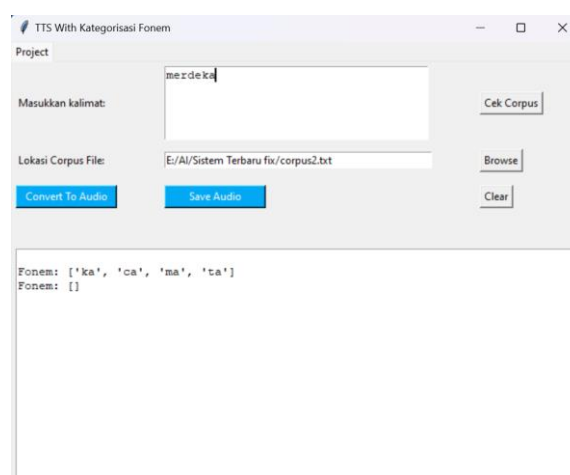 TTS With Kategorisasi Fonem
Project
merdeka
Masukkan kalimat:
Cek Corpus
Lokasi Corpus File:
E:/AI/Sistem Terbaru fix/corpus2.txt
Browse
Convert To Audio
Save Audio
Clear
Fonem: ['ka', 'ca', 'ma', 'ta']
Fonem: []